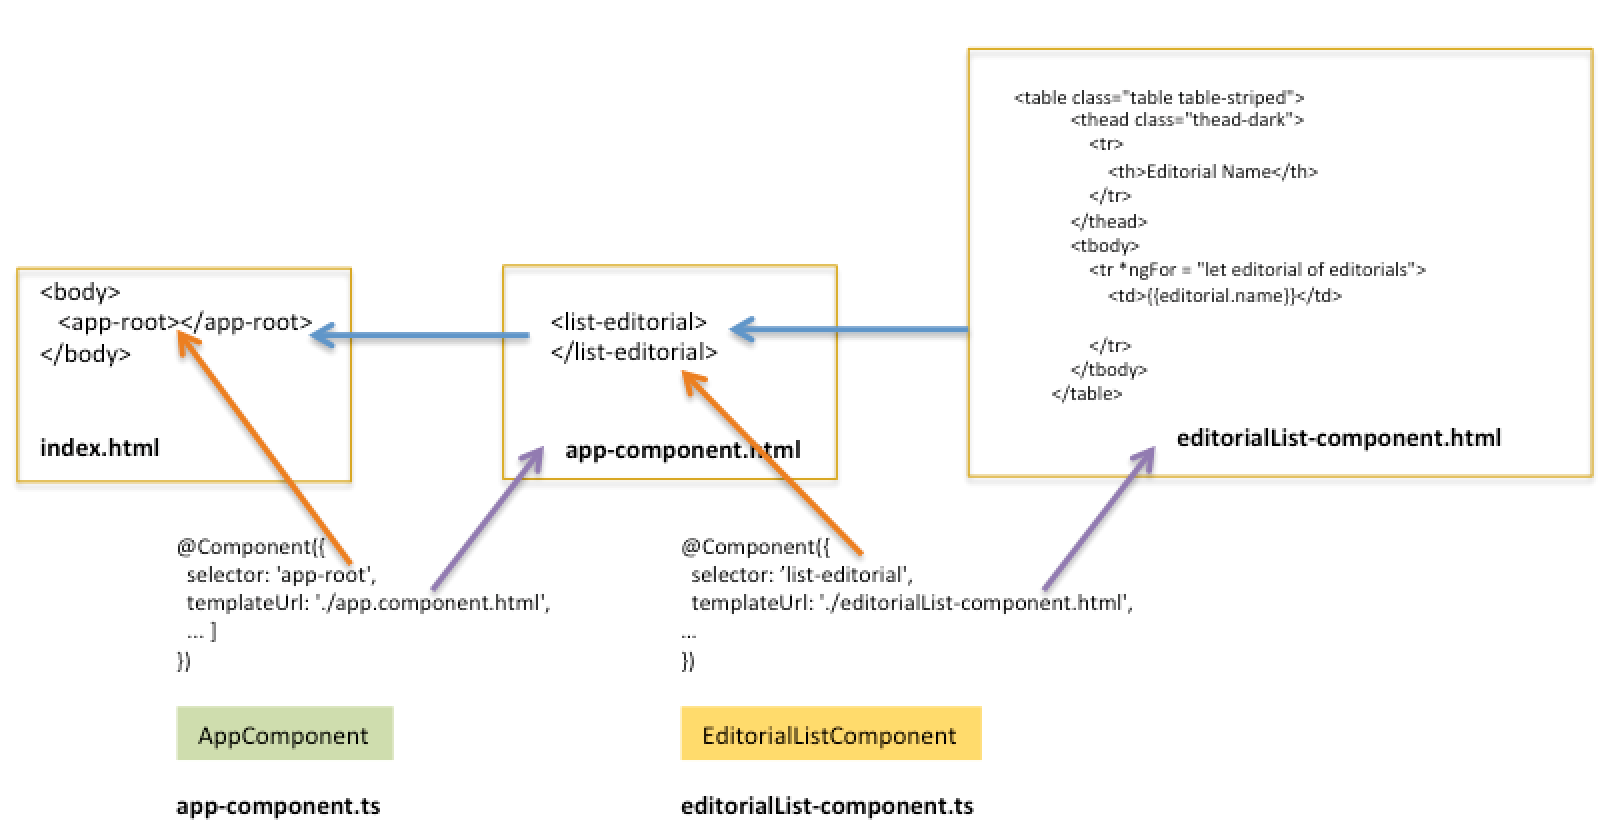 <body>
<app-root></app-root>
</body>
index.html
<list-editorial>
</list-editorial>
app-component.html
<table class="table table-striped">
<thead class="thead-dark">
<tr>
<th>Editorial Name</th>
</tr>
</thead>
<tbody>
<tr *ngFor = "let editorial of editorials">
<td>{{editorial.name}}</td>
</tr>
</tbody>
</table>
editorialList-component.html
@Component({
selector: 'app-root',
templateUrl: './app.component.html',
... ]
})
AppComponent
app-component.ts
@Component({
selector: ‘list-editorial',
templateUrl: './editorialList-component.html',
...
})
EditorialListComponent
editorialList-component.ts